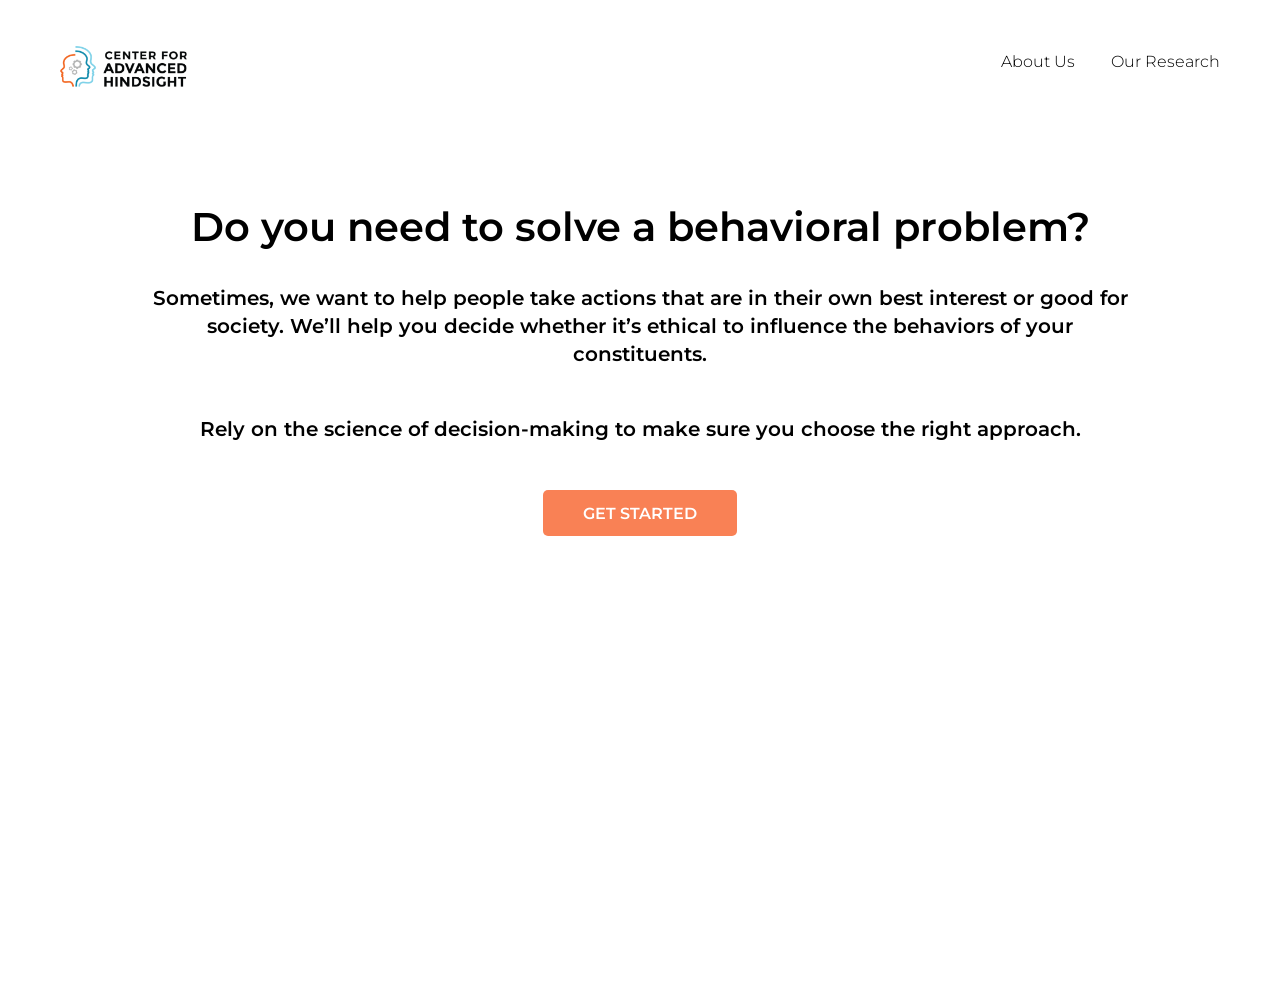 CENTER FOR
ADVANCED
HINDSIGHT
About Us
Our Research
Do you need to solve a behavioral problem?
Sometimes, we want to help people take actions that are in their own best interest or good for
society. We’ll help you decide whether it’s ethical to influence the behaviors of your
constituents.
Rely on the science of decision-making to make sure you choose the right approach.
GET STARTED